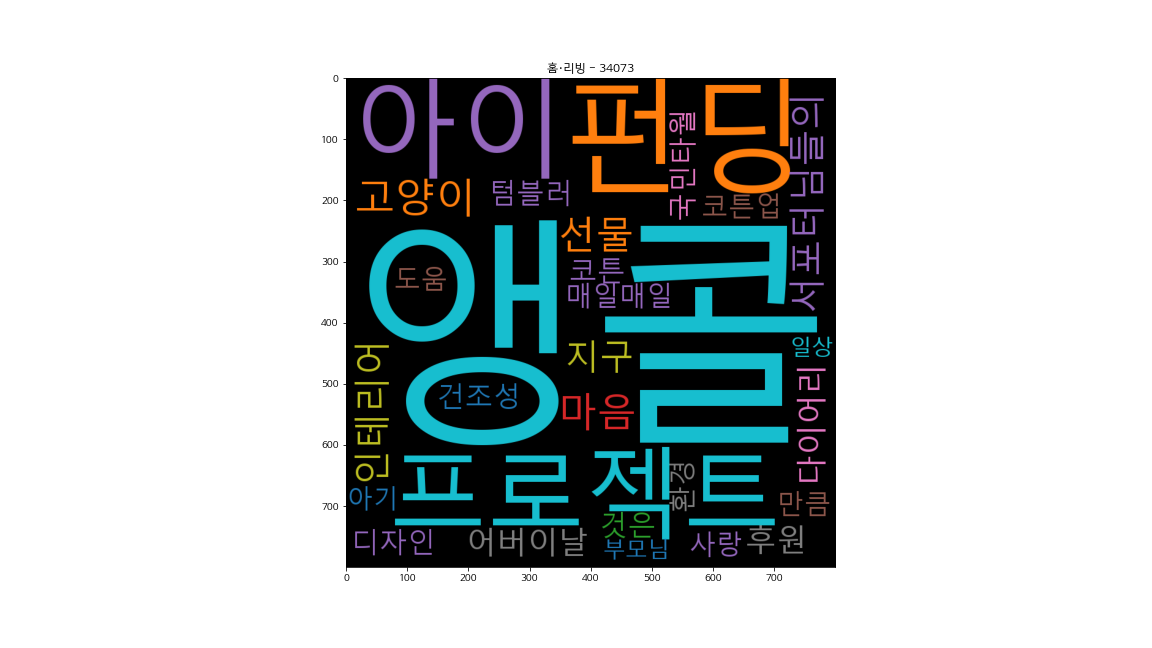 홈·리빙 – 34073
아이 펀딩
국민타월
서포터님들의
고양이 텀블러 코튼업
선물
앵콜
도움
코튼
매일매일
지구
일상
인테리어
건조성
마음
다이어리
프로젝트
환경
아기
만큼
것은
디자인 어버이날 부모님 사랑 후원
0
100
200
300
400
500
600
700
0 100 200 300 400 500 600 700